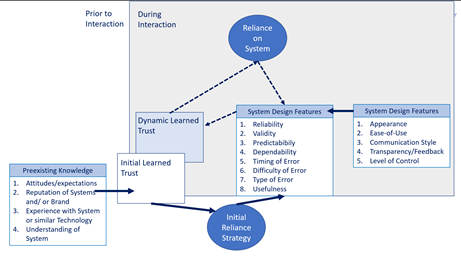 Prior to
Interaction
During
Interaction
Reliance
on
System
Dynamic Learned
Trust
System Design Features
1. Reliability
2. Validity
3. Predictabiity
4. Dependability
5. Timing of Error
6. Difficulty of Error
7. Type of Error
8. Usefulness
System Design Features
1. Appearance
2. Ease-of-Use
3. Communication Style
4. Transparency/Feedback
5. Level of Control
Preexisting Knowledge
1. Attitudes/expectations
2. Reputation of Systems
and/ or Brand
3. Experience with System
or similar Technology
4. Understanding of
System
Initial Learned
Trust
Initial
Reliance
Strategy